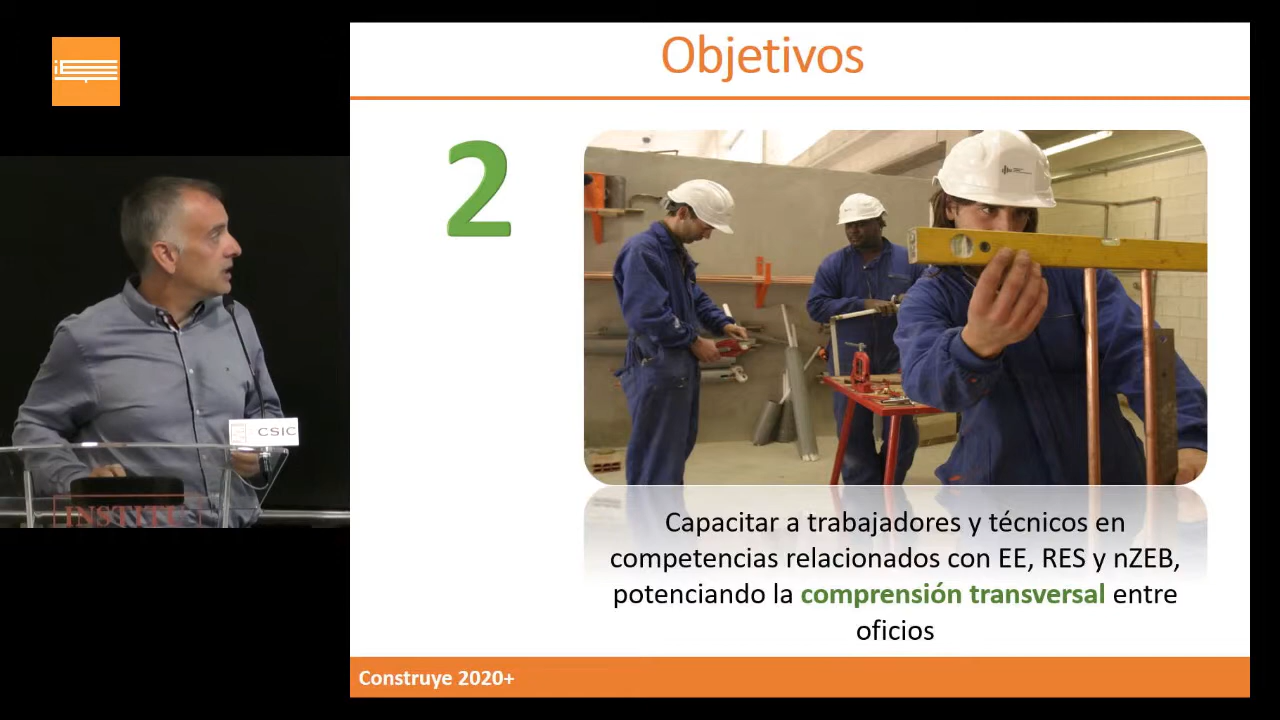 Objetivos
2
CSIC
INSTITU
Capacitar a trabajadores y técnicos en
competencias relacionados con EE, RES y nZEB,
potenciando la comprensión transversal entre
oficios
Construye 2020+